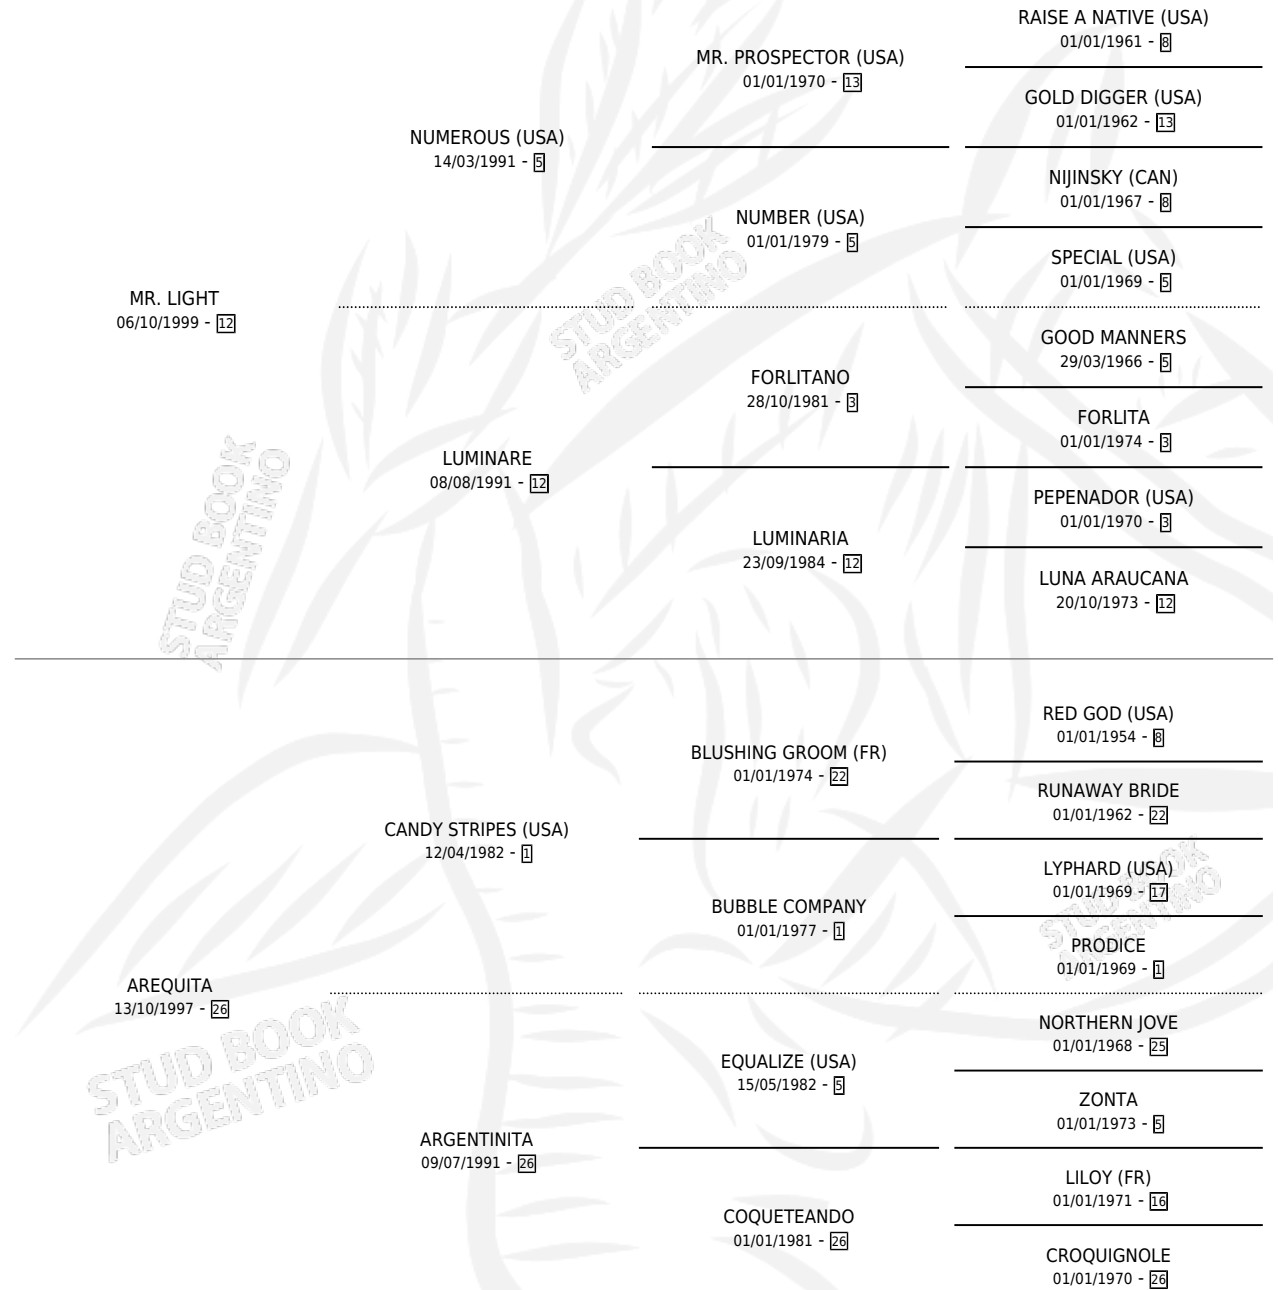 RAISE A NATIVE (USA)
01/01/1961 - 8
MR. PROSPECTOR (USA)
01/01/1970 - 13
GOLD DIGGER (USA)
01/01/1962 - 13
NUMEROUS (USA)
14/03/1991 - 5
NIJINSKY (CAN)
01/01/1967 - 8
NUMBER (USA)
01/01/1979 - 5
SPECIAL (USA)
01/01/1969 - 5
MR. LIGHT
06/10/1999 - 12
GOOD MANNERS
29/03/1966 - 5
FORLITANO
28/10/1981 - 3
FORLITA
01/01/1974 - 3
LUMINARE
08/08/1991 - 12
PEPENADOR (USA)
01/01/1970 - 3
LUMINARIA
23/09/1984 - 12
LUNA ARAUCANA
20/10/1973 - 12
RED GOD (USA)
01/01/1954 - 8
BLUSHING GROOM (FR)
01/01/1974 - 22
RUNAWAY BRIDE
01/01/1962 - 22
CANDY STRIPES (USA)
12/04/1982 - 1
LYPHARD (USA)
01/01/1969 - 17
BUBBLE COMPANY
01/01/1977 - 1
PRODICE
01/01/1969 - 1
AREQUITA
13/10/1997 - 26
NORTHERN JOVE
01/01/1968 - 25
EQUALIZE (USA)
15/05/1982 - 5
ZONTA
01/01/1973 - 5
ARGENTINITA
09/07/1991 - 26
LILOY (FR)
01/01/1971 - 16
COQUETEANDO
01/01/1981 - 26
CROQUIGNOLE
01/01/1970 - 26
STUD BOOK
ARGENTINO
STUD BOOK
ARGENTINO
STUD BOOK
ARGENTINO
STUD BOOK
ARGENTINO